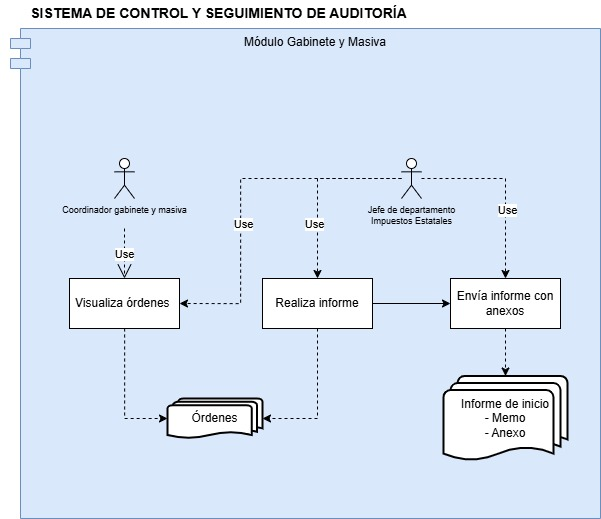 SISTEMA DE CONTROL Y SEGUIMIENTO DE AUDITORÍA
Módulo Gabinete y Masiva
Coordinador gabinete y masiva
Jefe de departamento
Impuestos Estatales
Use
Use
Use
Use
Visualiza órdenes
Realiza informe
Envía informe con
anexos
Órdenes
Informe de inicio
- Memo
- Anexo